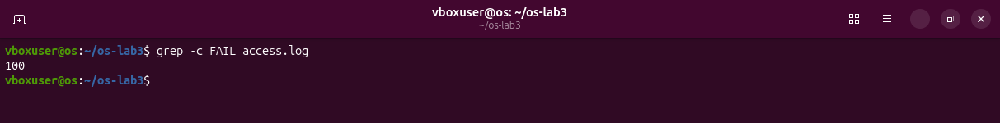 vboxuser@os: ~/os-lab3
~/os-lab3
vboxuser@os:~/os-lab3$ grep -c FAIL access.log
100
vboxuser@os:~/os-lab3$